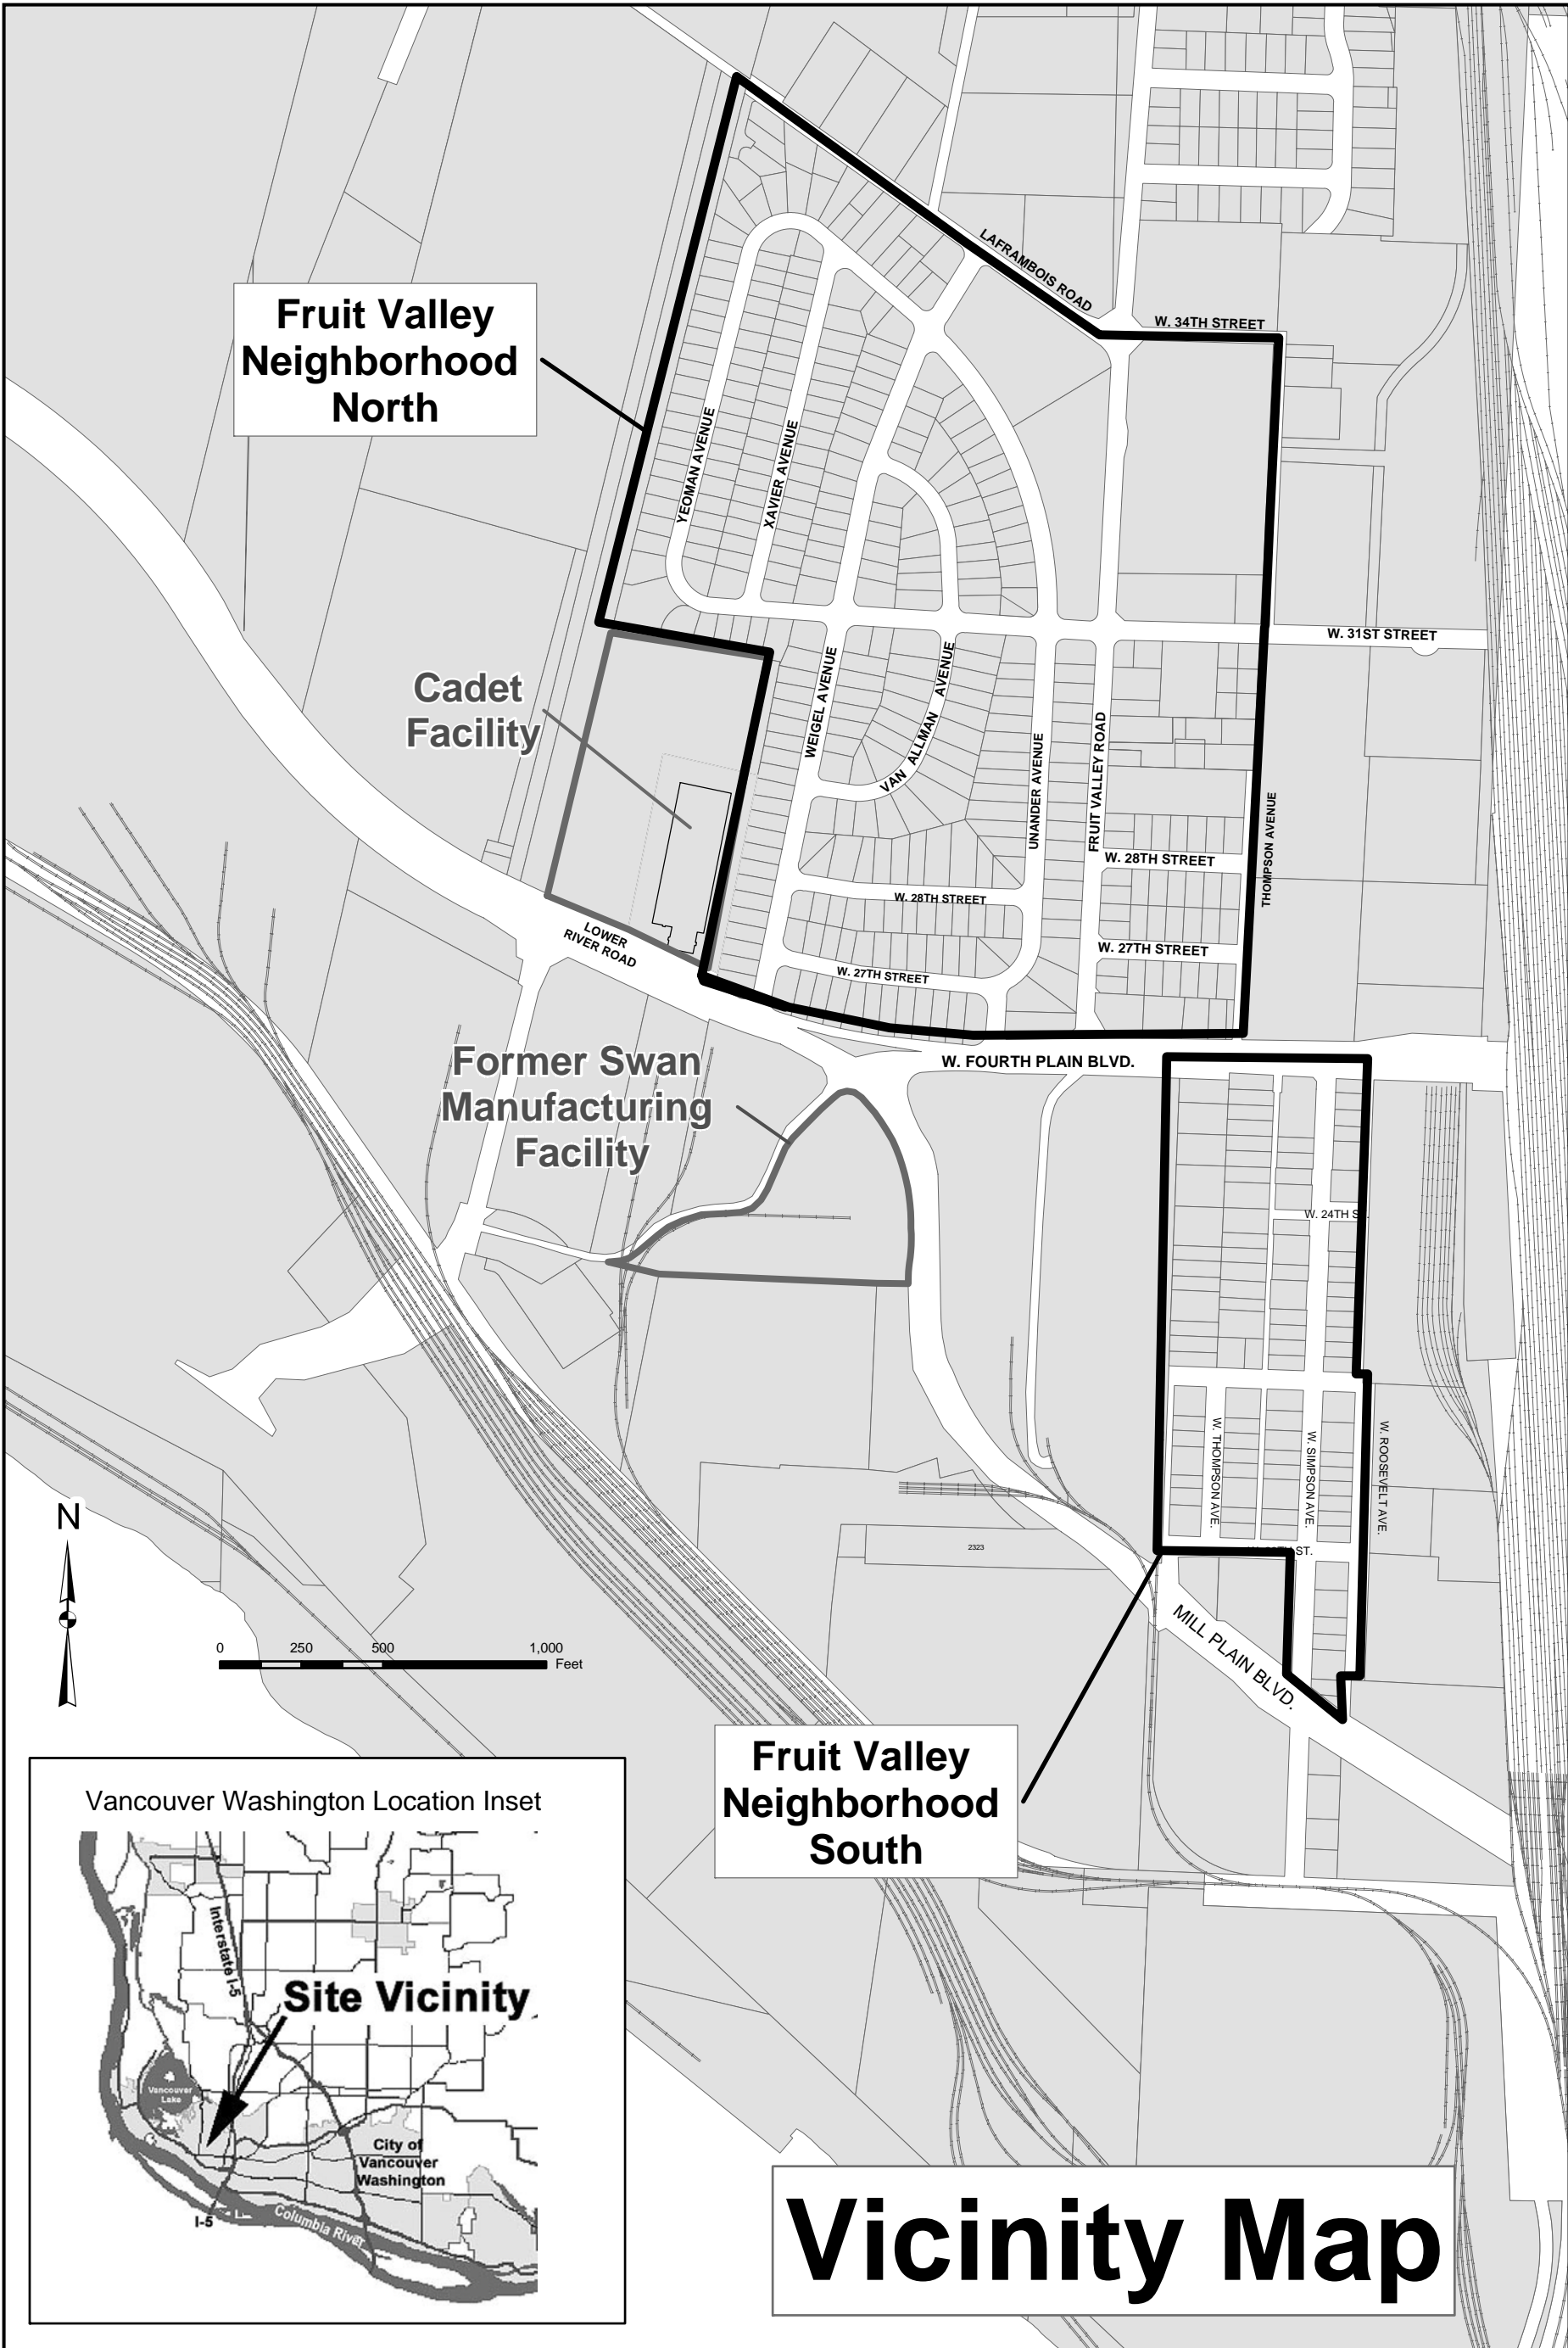 LAFRAMBOIS ROAD
W. 34TH STREET
Fruit Valley
Neighborhood
North
YEOMAN AVENUE
XAVIER AVENUE
W. 31ST STREET
Cadet
Facility
WEIGEL AVENUE
VAN ALLMAN AVENUE
UNANDER AVENUE
FRUIT VALLEY ROAD
THOMPSON AVENUE
W. 28TH STREET
W. 28TH STREET
LOWER
RIVER ROAD
W. 27TH STREET
W. 27TH STREET
Former Swan
Manufacturing
Facility
W. FOURTH PLAIN BLVD.
W. 24TH S
W. THOMPSON AVE.
W. SIMPSON AVE.
W. ROOSEVELT AVE.
N
2323
ST.
0 250 500 1,000
Feet
MILL PLAIN BLVD.
Fruit Valley
Neighborhood
South
Vancouver Washington Location Inset
Interstate I-5
Site Vicinity
Vancouver
Lake
City of
Vancouver
Washington
I-5
Columbia River
Vicinity Map